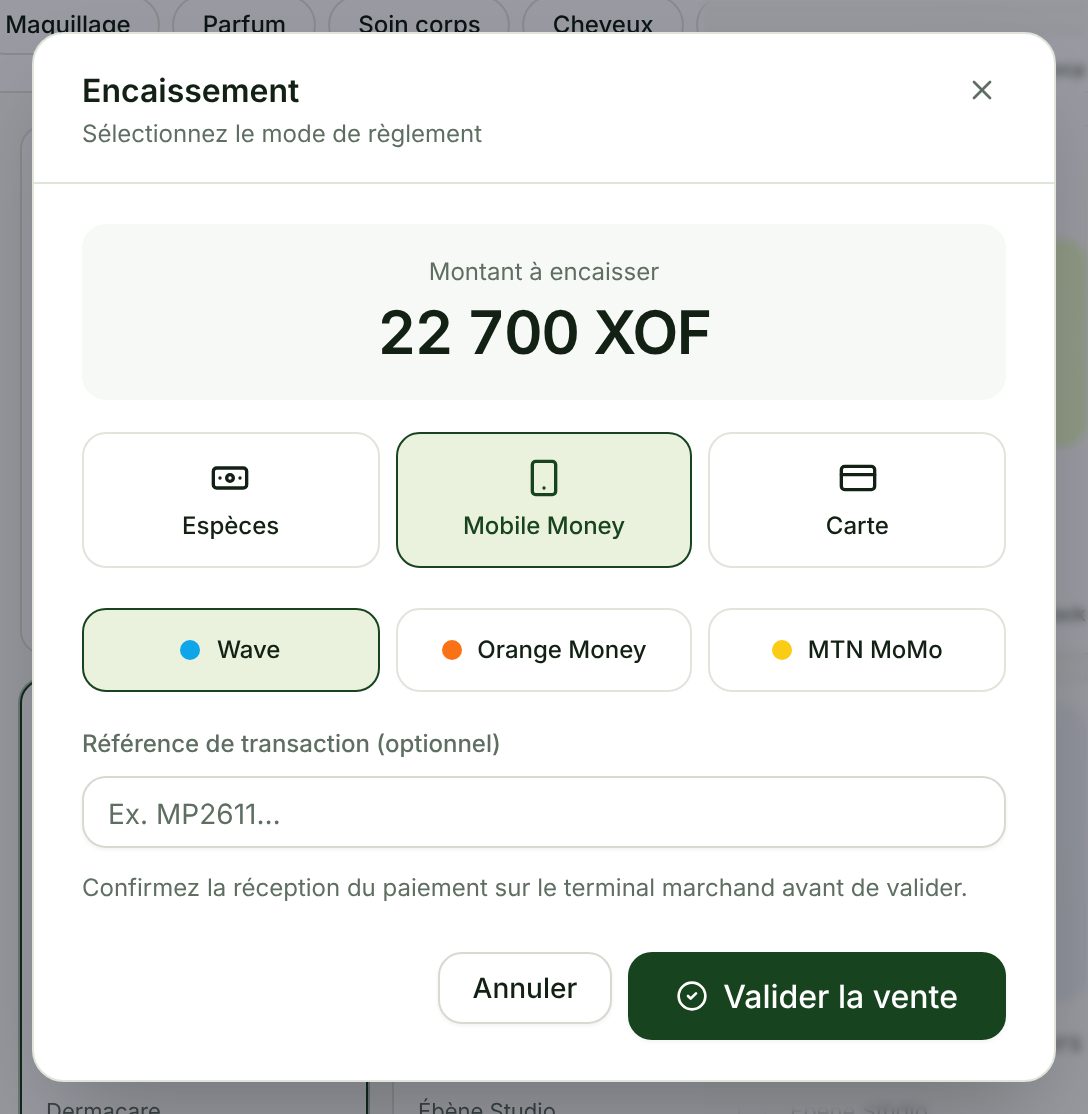 Maquillage
Parfum
Soin corps
Cheveux
Encaissement
Sélectionnez le mode de règlement
Montant à encaisser
22 700 XOF
Espèces
Mobile Money
Carte
Wave
Orange Money
MTN MoMo
Référence de transaction (optionnel)
Ex. MP2611...
Confirmez la réception du paiement sur le terminal marchand avant de valider.
Annuler
Valider la vente
Dermacare
Ébène Studio
Ébène Studio